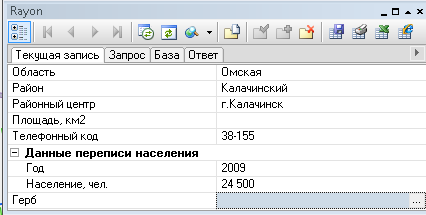 Rayon
Текущая запись Запрос База Ответ
Область Омская
Район Калачинский
Районный центр г.Калачинск
Площадь, км2
Телефонный код 38-155
Данные переписи населения
Год 2009
Население, чел. 24 500
Герб ...